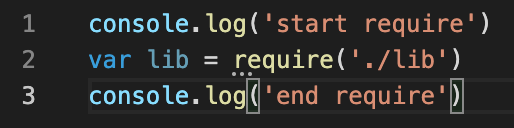 1 console.log('start require')
2 var lib = require('./lib')
3 console.log('end require')